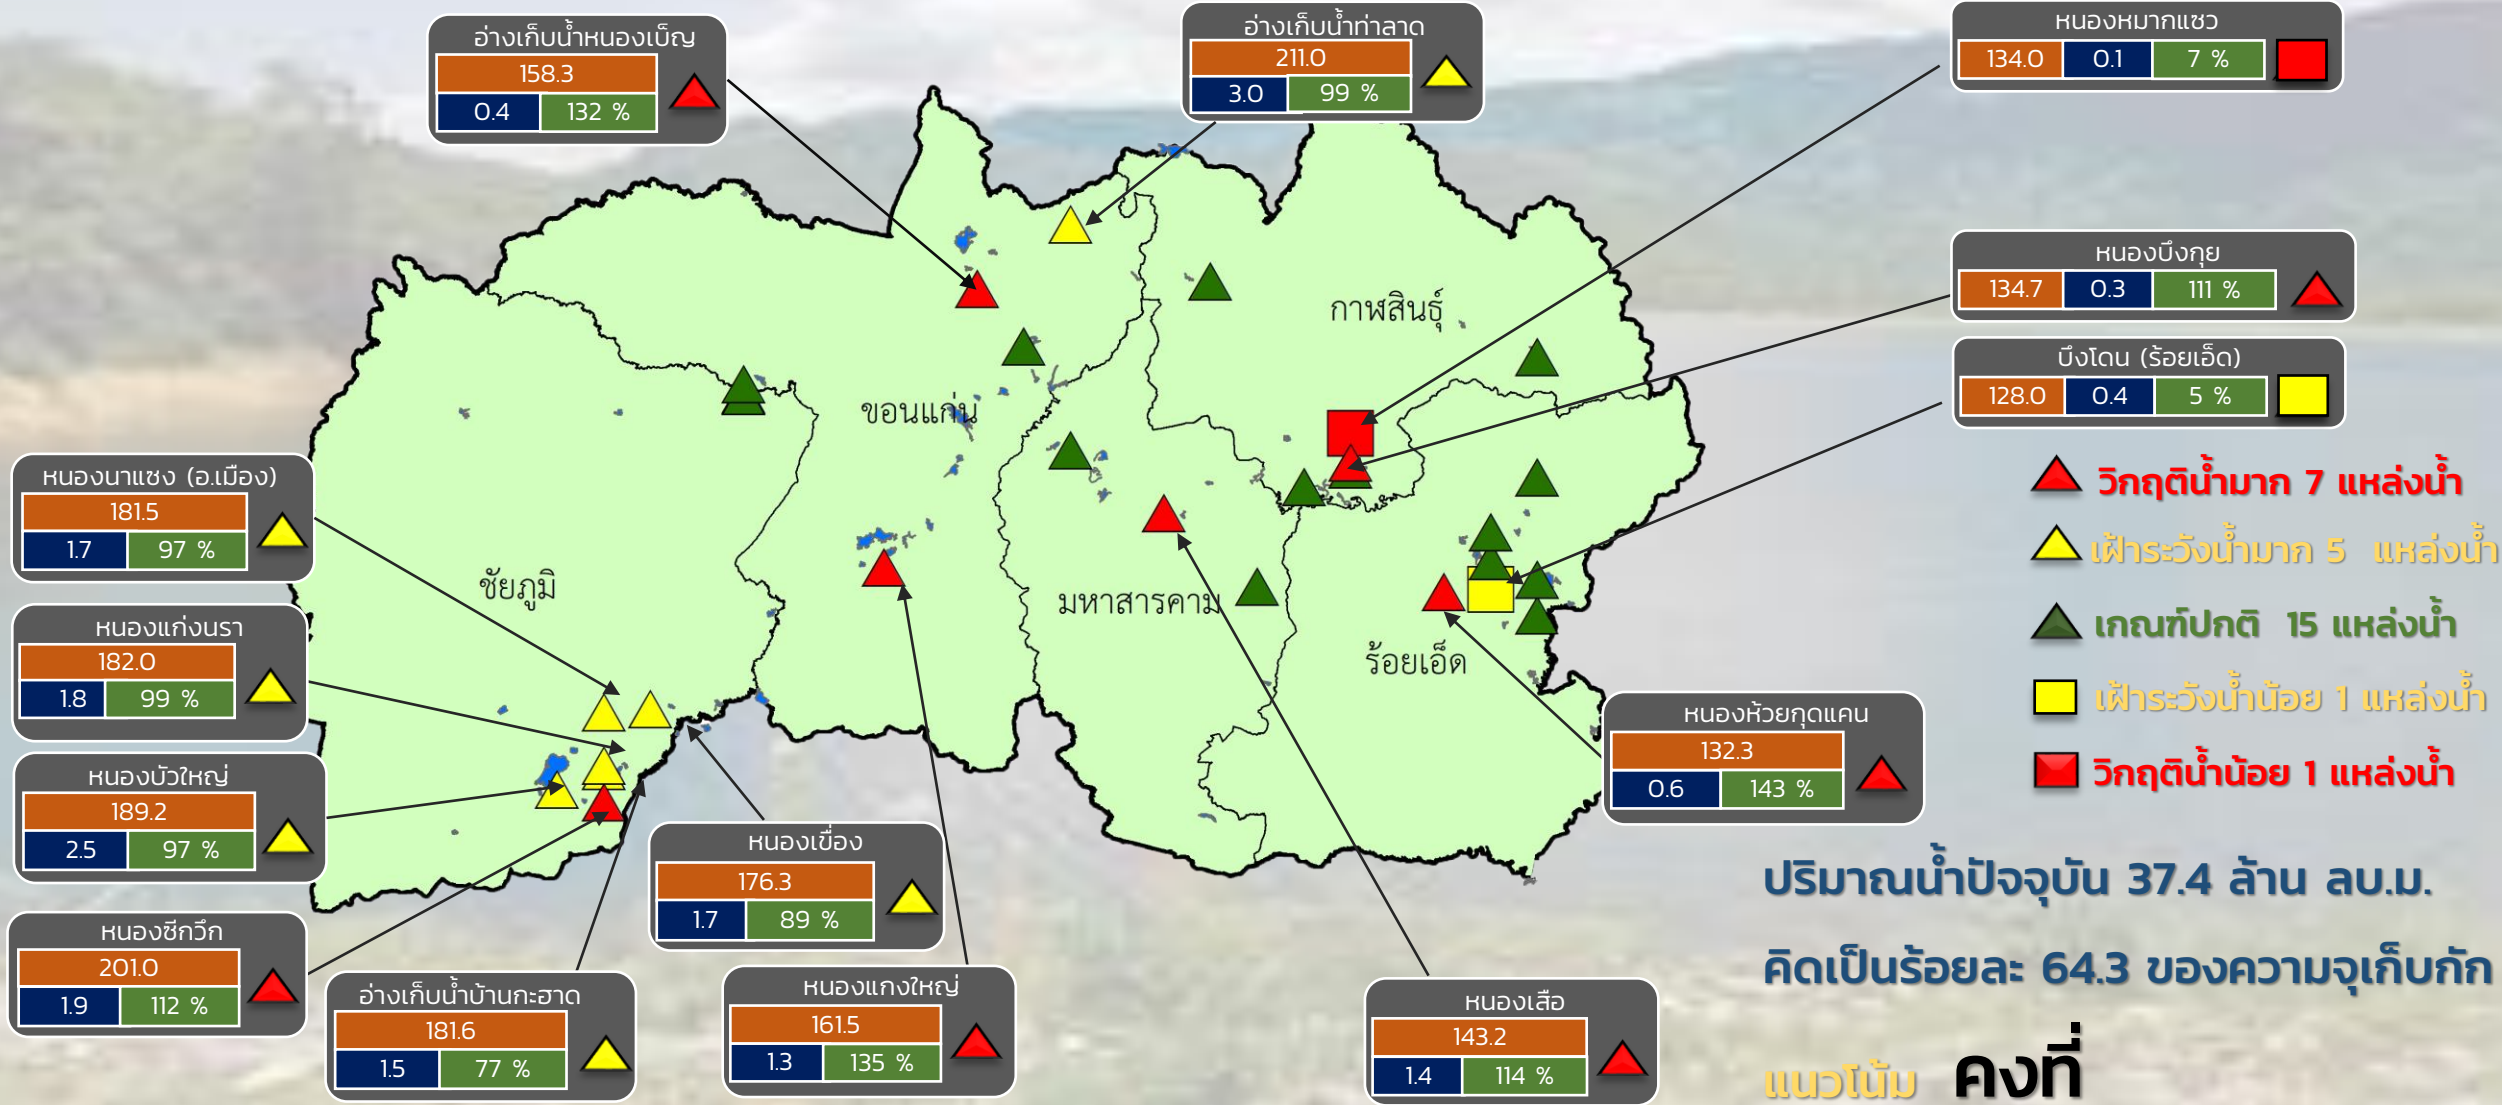 อ่างเก็บน้ำหนองเบ็ญ
158.3
0.4 132 %
อ่างเก็บน้ำท่าลาด
211.0
3.0 99 %
หนองหมากแซว
134.0 0.1 7 %
หนองบึงกุย
134.7 0.3 111 %
บึงโดน (ร้อยเอ็ด)
128.0 0.4 5 %
กาฬสินธุ์
ขอนแก่น
ชัยภูมิ
มหาสารคาม
ร้อยเอ็ด
หนองนาแซง (อ.เมือง)
181.5
1.7 97 %
หนองแก่งนรา
182.0
1.8 99 %
หนองบัวใหญ่
189.2
2.5 97 %
หนองซีกวึก
201.0
1.9 112 %
อ่างเก็บน้ำบ้านกะฮาด
181.6
1.5 77 %
หนองเขื่อง
176.3
1.7 89 %
หนองแกงใหญ่
161.5
1.3 135 %
หนองเสือ
143.2
1.4 114 %
หนองห้วยกุดแคน
132.3
0.6 143 %
วิกฤติน้ำมาก 7 แหล่งน้ำ
เฝ้าระวังน้ำมาก 5 แหล่งน้ำ
เกณฑ์ปกติ 15 แหล่งน้ำ
เฝ้าระวังน้ำน้อย 1 แหล่งน้ำ
วิกฤติน้ำน้อย 1 แหล่งน้ำ
ปริมาณน้ำปัจจุบัน 37.4 ล้าน ลบ.ม.
คิดเป็นร้อยละ 64.3 ของความจุเก็บกัก
แนวโน้ม คงที่